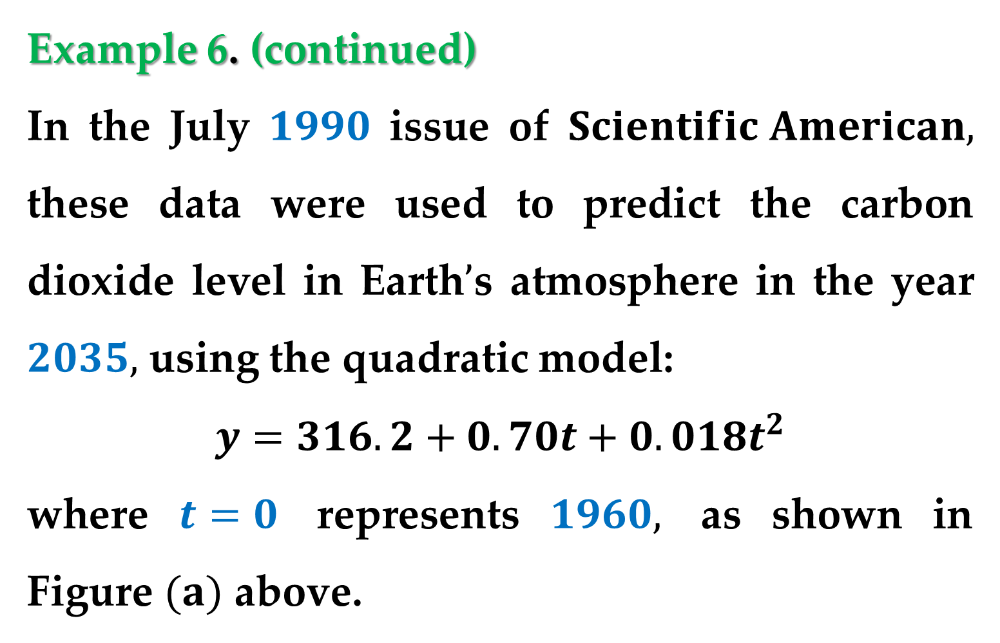 Example 6. (continued)
In the July 1990 issue of Scientific American,
these data were used to predict the carbon
dioxide level in Earth’s atmosphere in the year
2035, using the quadratic model:
y = 316.2 + 0.70t + 0.018t²
where t = 0 represents 1960, as shown in
Figure (a) above.